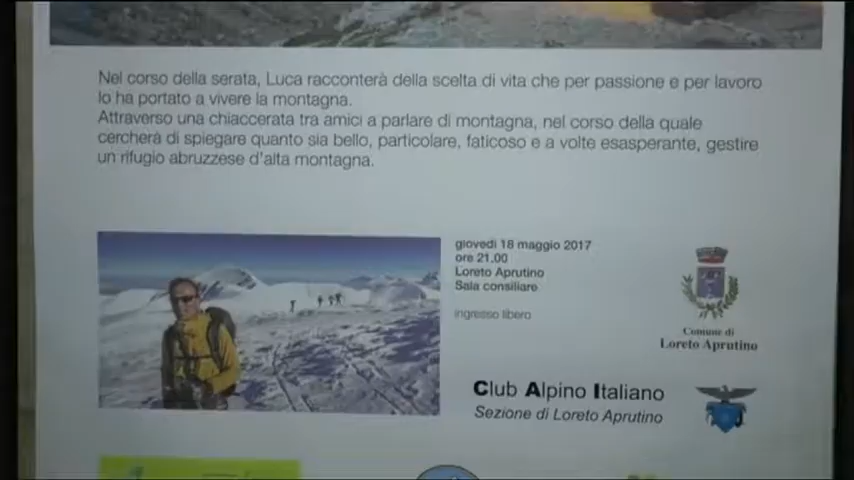 Nel corso della serata, Luca racconterà della scelta di vita che per passione e per lavoro
lo ha portato a vivere la montagna.
Attraverso una chiaccerata tra amici a parlare di montagna, nel corso della quale
cercherà di spiegare quanto sia bello, particolare, faticoso e a volte esasperante, gestire
un rifugio abruzzese d'alta montagna.
giovedì 18 maggio 2017
ore 21.00
Loreto Aprutino
Sala consiliare
ingresso libero
Comune di
Loreto Aprutino
Club Alpino Italiano
Sezione di Loreto Aprutino